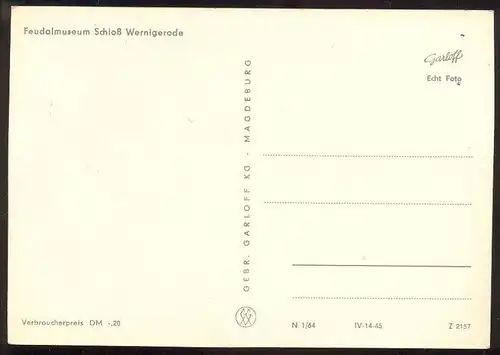 Feudalmuseum Schloß Wernigerode
Garloff
Echt Foto
GEBR. GARLOFF KG · MAGDEBURG
Verbraucherpreis DM -,20
N 1/64 IV-14-45 Z 2157